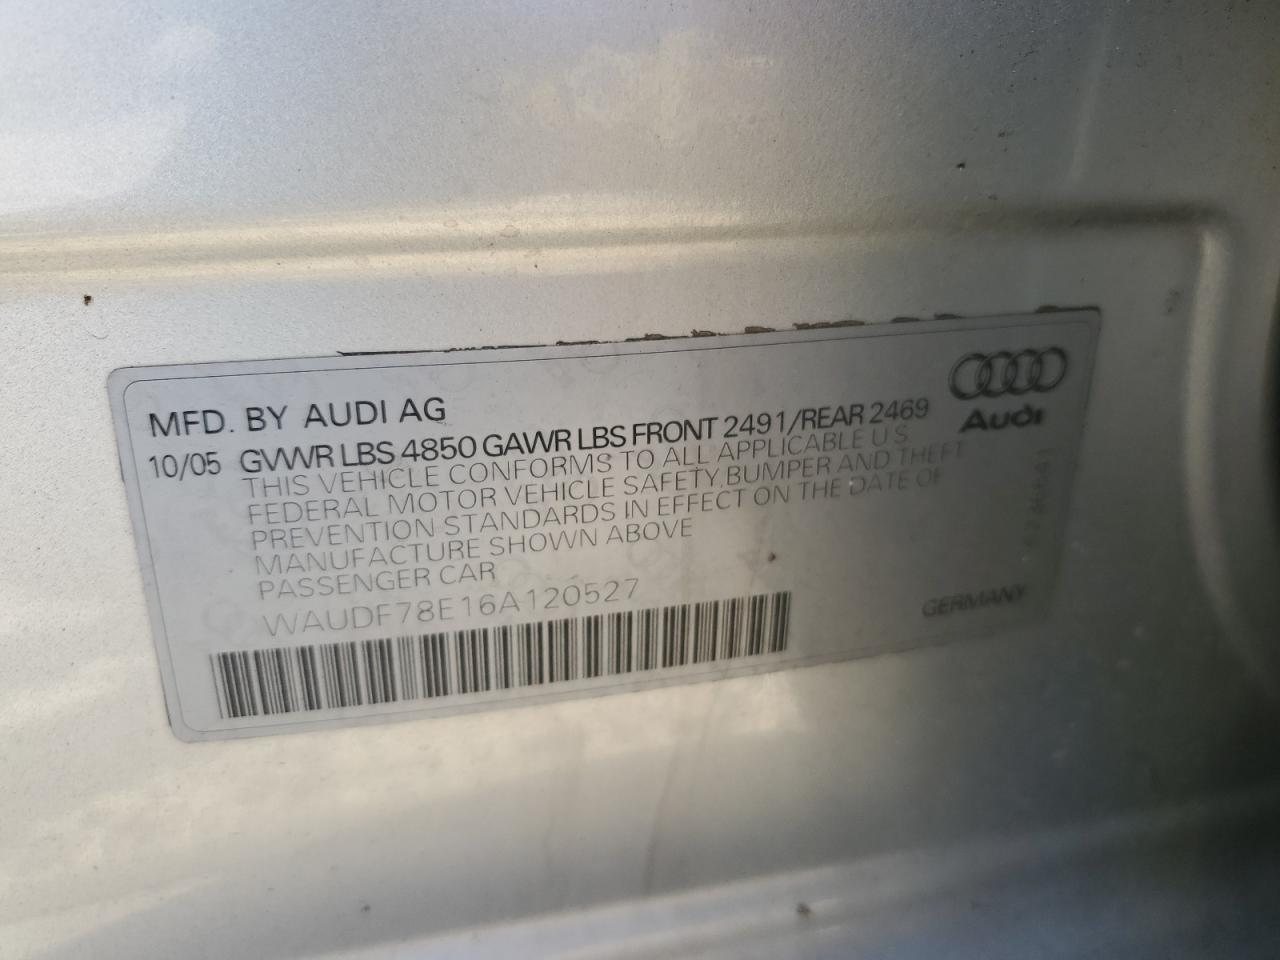 MFD. BY AUDI AG
10/05 GVWR LBS 4850 GAWR LBS FRONT 2491/REAR 2469
THIS VEHICLE CONFORMS TO ALL APPLICABLE U S
FEDERAL MOTOR VEHICLE SAFETY,BUMPER AND THEFT
PREVENTION STANDARDS IN EFFECT ON THE DATE OF
MANUFACTURE SHOWN ABOVE
PASSENGER CAR
WAUDF78E16A120527
Audi
GERMANY